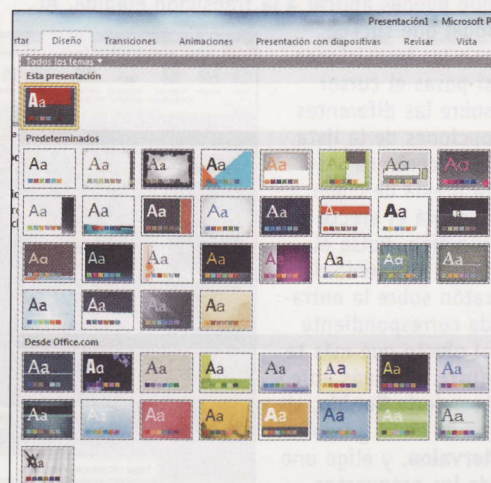 Presentación1 - Microsoft P
rtar Diseño Transiciones Animaciones Presentación con diapositivas Revisar Vista
Todos los temas
Esta presentación
Aa
Predeterminados
Aa Aa Aa Aa Aa Aa Aa Aa
Aa Aa Aa Aa Aa Aa Aa Aa
Aa Aa Aa Aa Aa Aa Aa Aa
Aa Aa Aa Aa
Desde Office.com
Aa Aa Aa Aa Aa Aa Aa Aa
Aa Aa Aa Aa Aa Aa Aa Aa
Aa